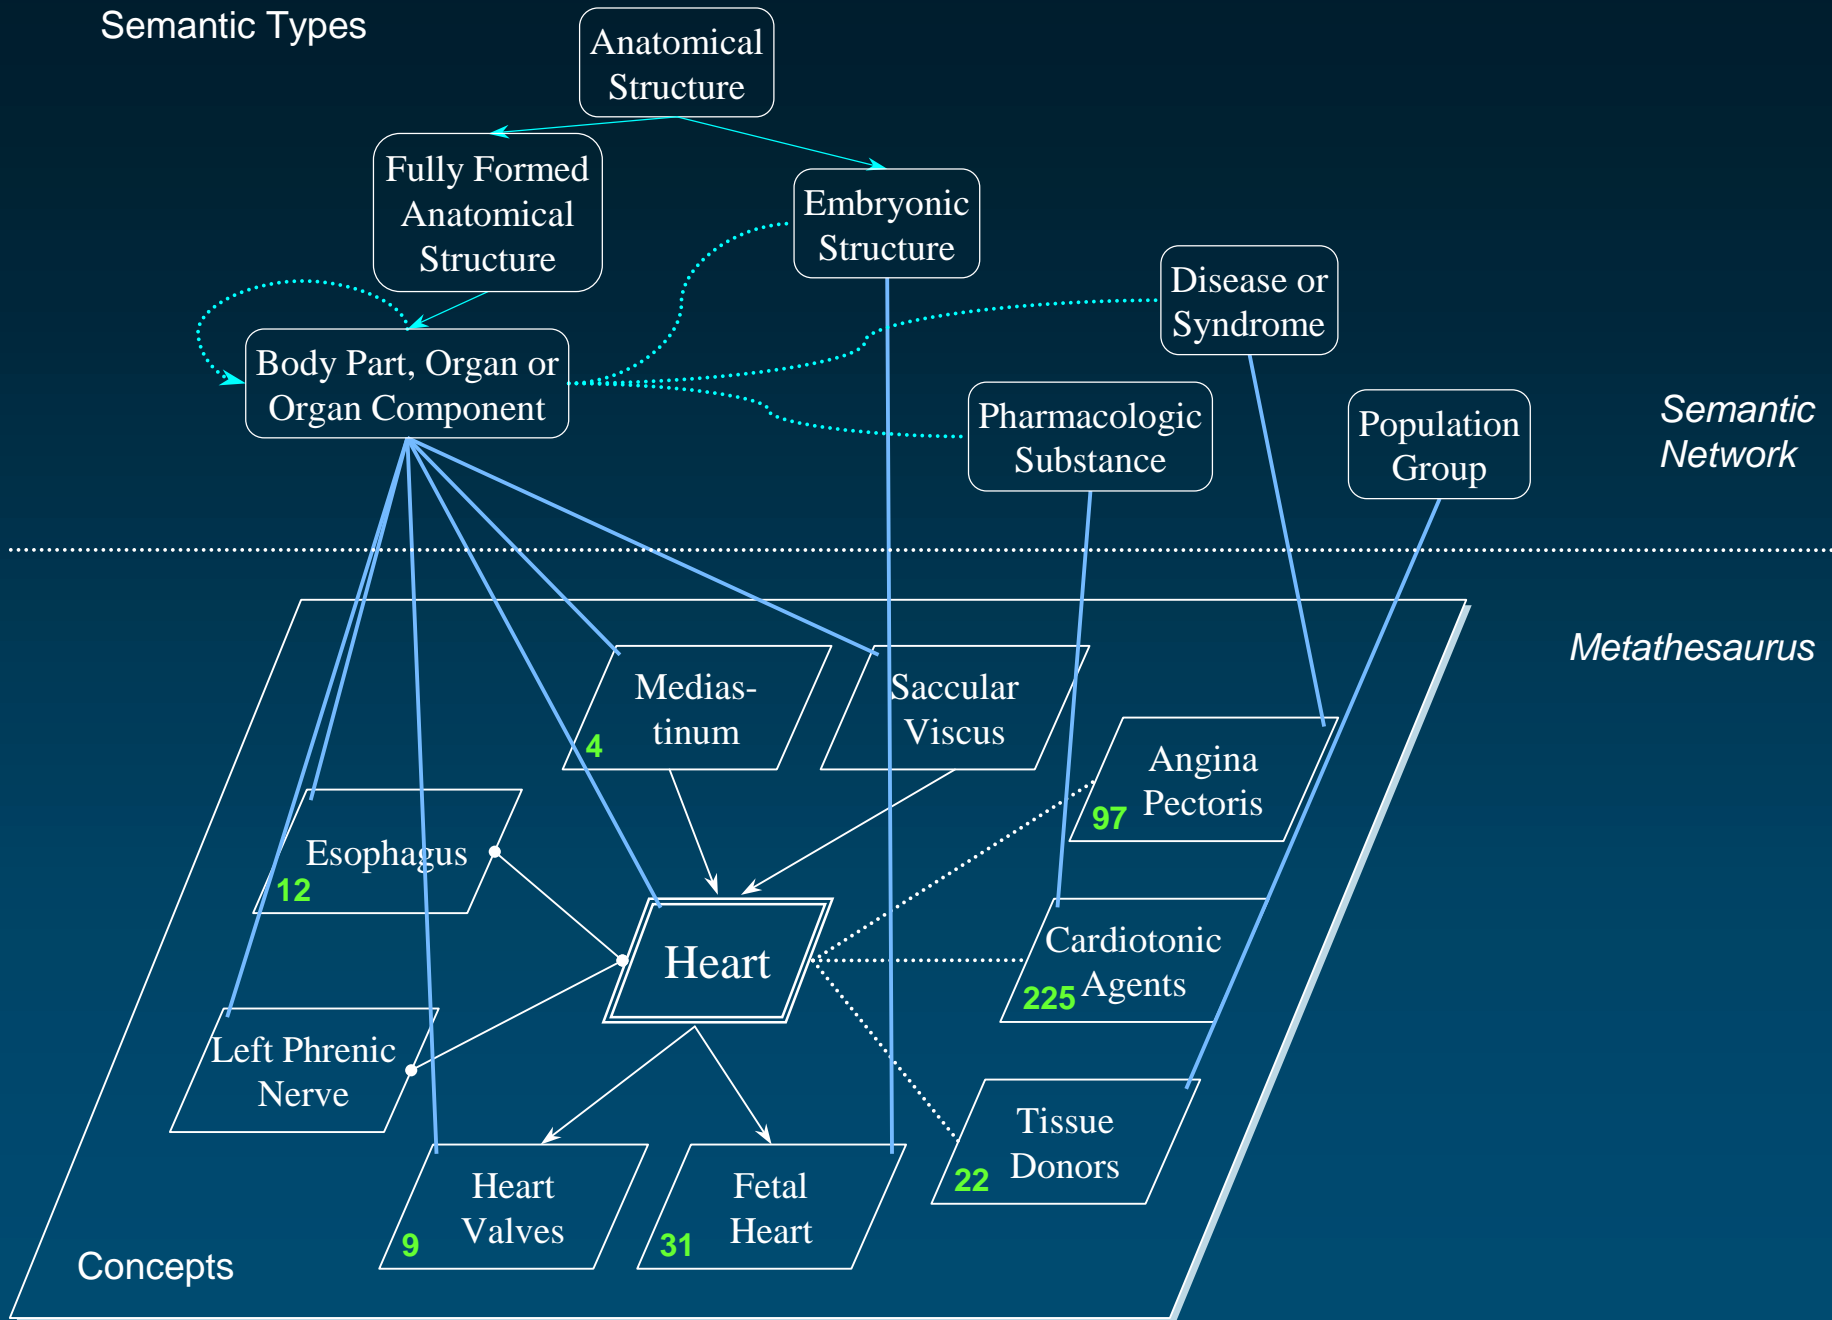 Semantic Types
Anatomical
Structure
Fully Formed
Anatomical
Structure
Embryonic
Structure
Disease or
Syndrome
Body Part, Organ or
Organ Component
Pharmacologic
Substance
Population
Group
Semantic
Network
Metathesaurus
Medias-
tinum
4
Saccular
Viscus
Angina
Pectoris
97
Esophagus
12
Heart
Cardiotonic
Agents
225
Left Phrenic
Nerve
Tissue
Donors
22
Heart
Valves
9
Fetal
Heart
31
Concepts